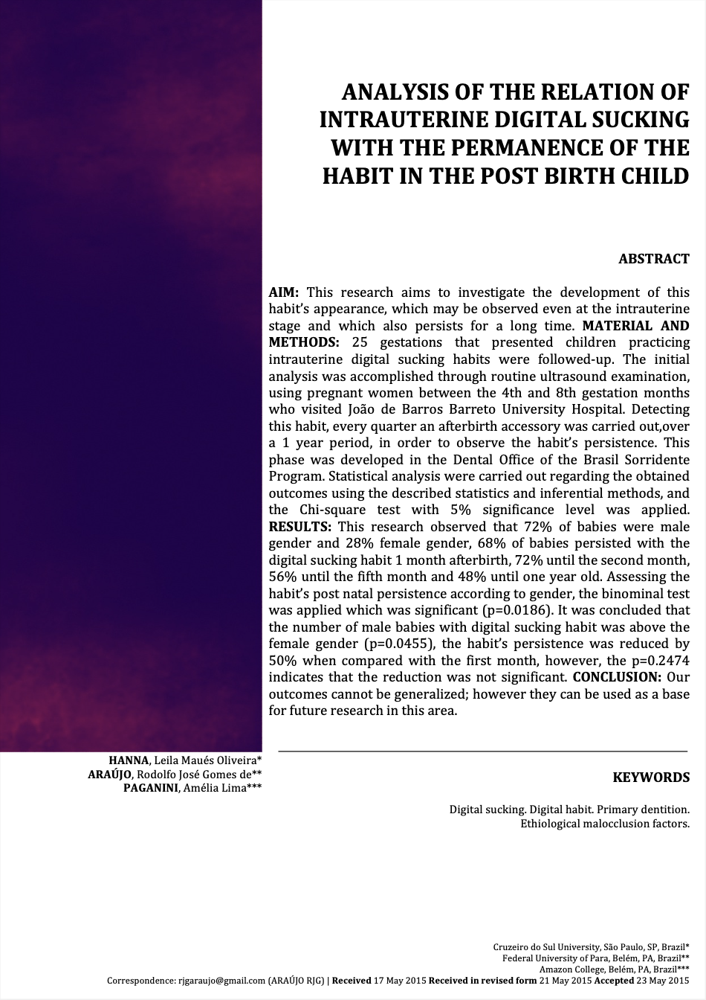 ANALYSIS OF THE RELATION OF
INTRAUTERINE DIGITAL SUCKING
WITH THE PERMANENCE OF THE
HABIT IN THE POST BIRTH CHILD
ABSTRACT
AIM: This research aims to investigate the development of this
habit's appearance, which may be observed even at the intrauterine
stage and which also persists for a long time. MATERIAL AND
METHODS: 25 gestations that presented children practicing
intrauterine digital sucking habits were followed-up. The initial
analysis was accomplished through routine ultrasound examination,
using pregnant women between the 4th and 8th gestation months
who visited João de Barros Barreto University Hospital. Detecting
this habit, every quarter an afterbirth accessory was carried out,over
a 1 year period, in order to observe the habit's persistence. This
phase was developed in the Dental Office of the Brasil Sorridente
Program. Statistical analysis were carried out regarding the obtained
outcomes using the described statistics and inferential methods, and
the Chi-square test with 5% significance level was applied.
RESULTS: This research observed that 72% of babies were male
gender and 28% female gender, 68% of babies persisted with the
digital sucking habit 1 month afterbirth, 72% until the second month,
56% until the fifth month and 48% until one year old. Assessing the
habit's post natal persistence according to gender, the binominal test
was applied which was significant (p=0.0186). It was concluded that
the number of male babies with digital sucking habit was above the
female gender (p=0.0455), the habit's persistence was reduced by
50% when compared with the first month, however, the p=0.2474
indicates that the reduction was not significant. CONCLUSION: Our
outcomes cannot be generalized; however they can be used as a base
for future research in this area.
HANNA, Leila Maués Oliveira*
ARAÚJO, Rodolfo José Gomes de**
PAGANINI, Amélia Lima***
KEYWORDS
Digital sucking. Digital habit. Primary dentition.
Ethiological malocclusion factors.
Cruzeiro do Sul University, São Paulo, SP, Brazil*
Federal University of Para, Belém, PA, Brazil**
Amazon College, Belém, PA, Brazil***
Correspondence: rjgaraujo@gmail.com (ARAÚJO RJG) | Received 17 May 2015 Received in revised form 21 May 2015 Accepted 23 May 2015